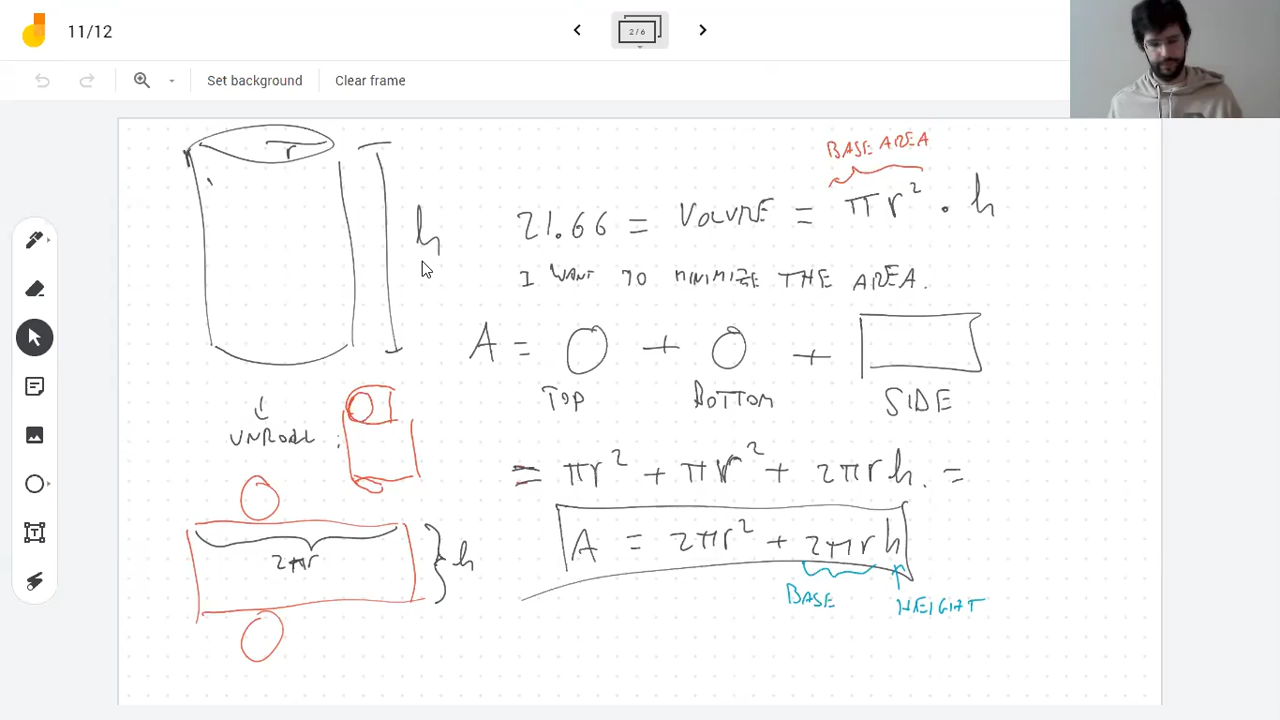 11/12
2/6
Set background
Clear frame
r
h
BASE AREA
21.66 = VOLUME = πr² · h
I WANT TO MINIMIZE THE AREA.
A = O + O +
TOP
BOTTOM
SIDE
↓
UNROLL :
= πr² + πr² + 2πrh. =
A = 2πr² + 2πrh
BASE
HEIGHT
2πr
h